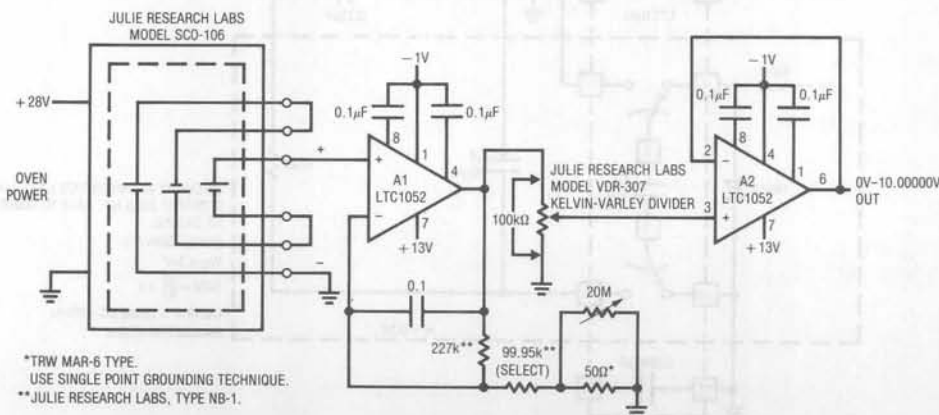 JULIE RESEARCH LABS
MODEL SCO-106
+28V
OVEN
POWER
+
−
−1V
0.1µF
0.1µF
8
1
4
+
A1
LTC1052
−
7
+13V
JULIE RESEARCH LABS
MODEL VDR-307
KELVIN-VARLEY DIVIDER
100kΩ
−1V
0.1µF
0.1µF
8
4
1
2
−
A2
LTC1052
6
3
+
7
+13V
0V–10.00000V
OUT
0.1
227k**
99.95k**
(SELECT)
20M
50Ω*
*TRW MAR-6 TYPE.
USE SINGLE POINT GROUNDING TECHNIQUE.
**JULIE RESEARCH LABS, TYPE NB-1.